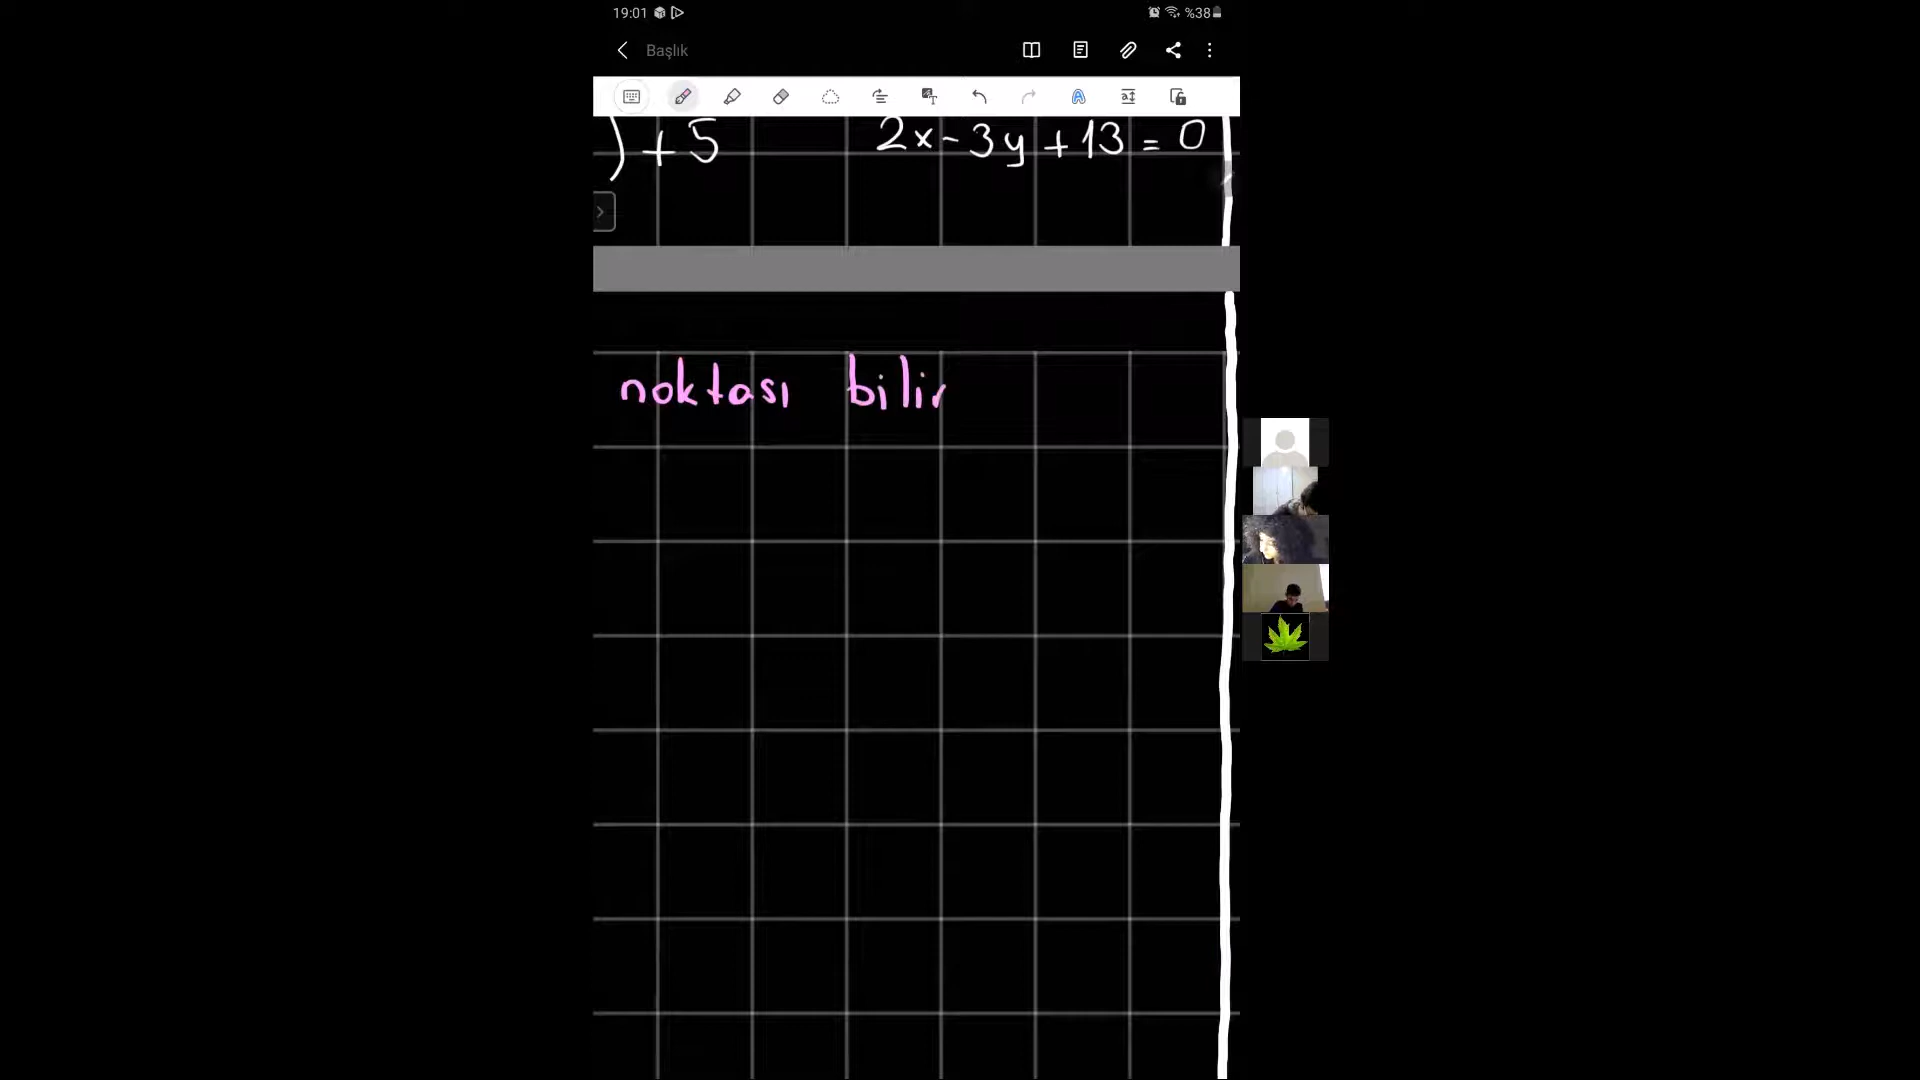 19:01 %38
Başlık
) + 5 2x - 3y + 13 = 0
noktası bilir